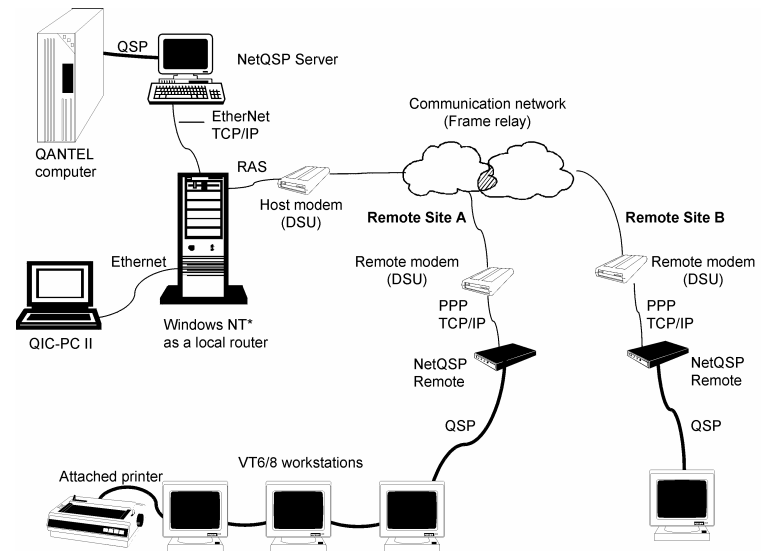 QSP
NetQSP Server
EtherNet
TCP/IP
QANTEL
computer
RAS
Host modem
(DSU)
Communication network
(Frame relay)
Remote Site A
Remote Site B
Ethernet
QIC-PC II
Windows NT*
as a local router
Remote modem
(DSU)
Remote modem
(DSU)
PPP
TCP/IP
PPP
TCP/IP
NetQSP
Remote
NetQSP
Remote
QSP
QSP
VT6/8 workstations
Attached printer